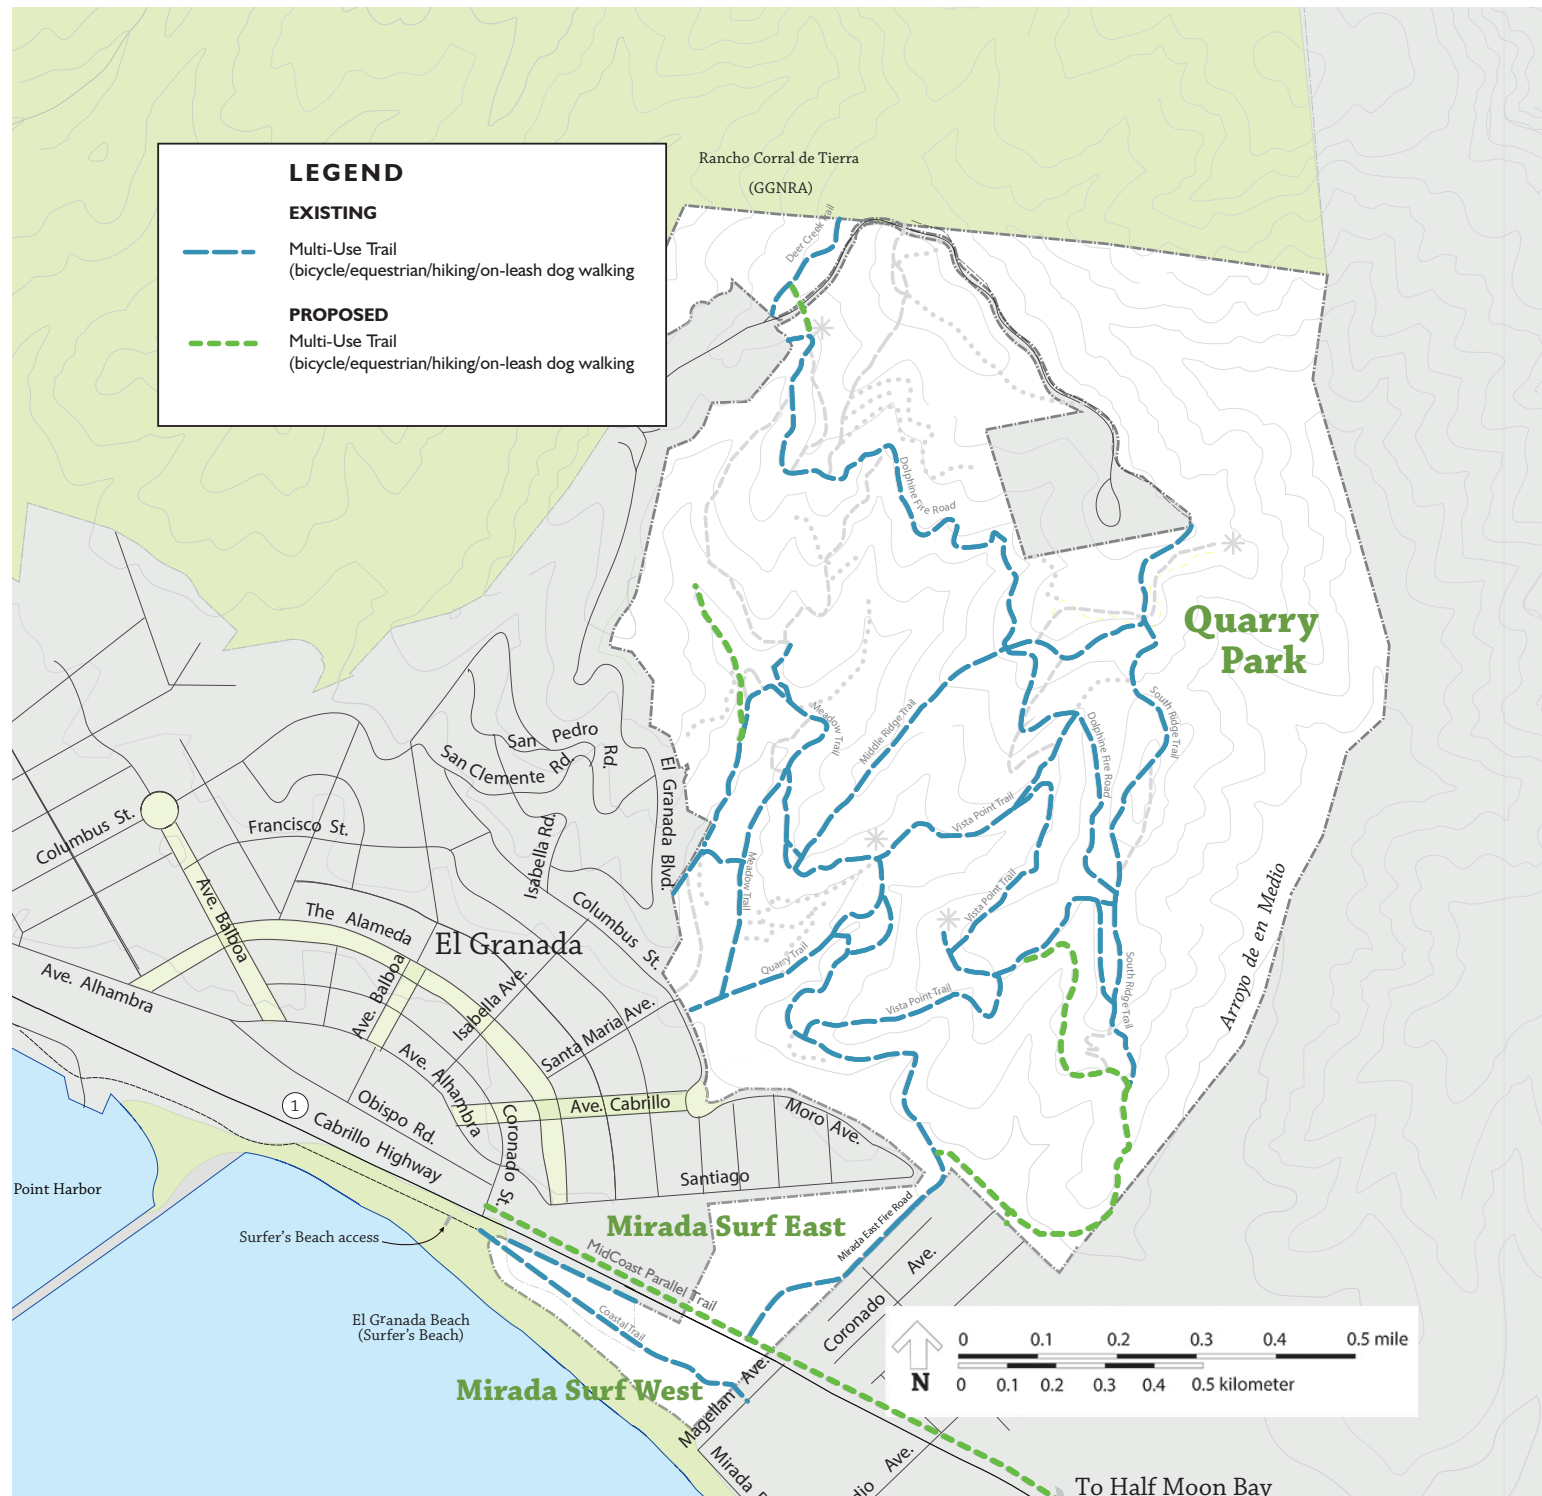 Rancho Corral de Tierra
(GGNRA)
LEGEND
EXISTING
Multi-Use Trail
(bicycle/equestrian/hiking/on-leash dog walking
PROPOSED
Multi-Use Trail
(bicycle/equestrian/hiking/on-leash dog walking
Deer Creek Trail
Dolphine Fire Road
Quarry
Park
South Ridge Trail
Meadow Trail
Middle Ridge Trail
Dolphine Fire Road
San Pedro Rd.
San Clemente Rd.
El Granada Blvd.
Columbus St.
Francisco St.
Isabella Rd.
Vista Point Trail
Meadow Trail
Vista Point Trail
Ave. Balboa
The Alameda
Columbus St.
El Granada
Quarry Trail
Arroyo de en Medio
Ave. Alhambra
Ave. Balboa
Isabella Ave.
Santa Maria Ave.
Vista Point Trail
South Ridge Trail
Ave. Alhambra
1
Obispo Rd.
Cabrillo Highway
Coronado St.
Ave. Cabrillo
Moro Ave.
Santiago
Point Harbor
Surfer's Beach access
Mirada Surf East
Mirada East Fire Road
MidCoast Parallel Trail
Coastal Trail
El Granada Beach
(Surfer's Beach)
Coronado Ave.
Mirada Surf West
Magellan Ave.
Mirada
dio Ave.
0 0.1 0.2 0.3 0.4 0.5 mile
N
0 0.1 0.2 0.3 0.4 0.5 kilometer
To Half Moon Bay